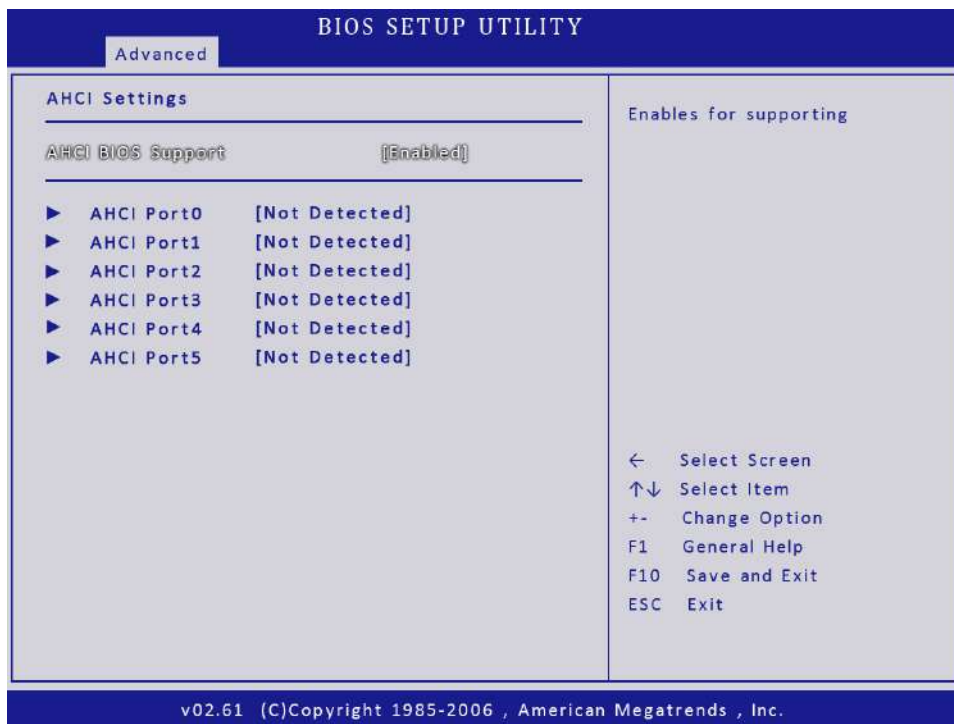 BIOS SETUP UTILITY
Advanced
AHCI Settings
AHCI BIOS Support [Enabled]
► AHCI Port0 [Not Detected]
► AHCI Port1 [Not Detected]
► AHCI Port2 [Not Detected]
► AHCI Port3 [Not Detected]
► AHCI Port4 [Not Detected]
► AHCI Port5 [Not Detected]
Enables for supporting
← Select Screen
↑↓ Select Item
+- Change Option
F1 General Help
F10 Save and Exit
ESC Exit
v02.61 (C)Copyright 1985-2006 , American Megatrends , Inc.